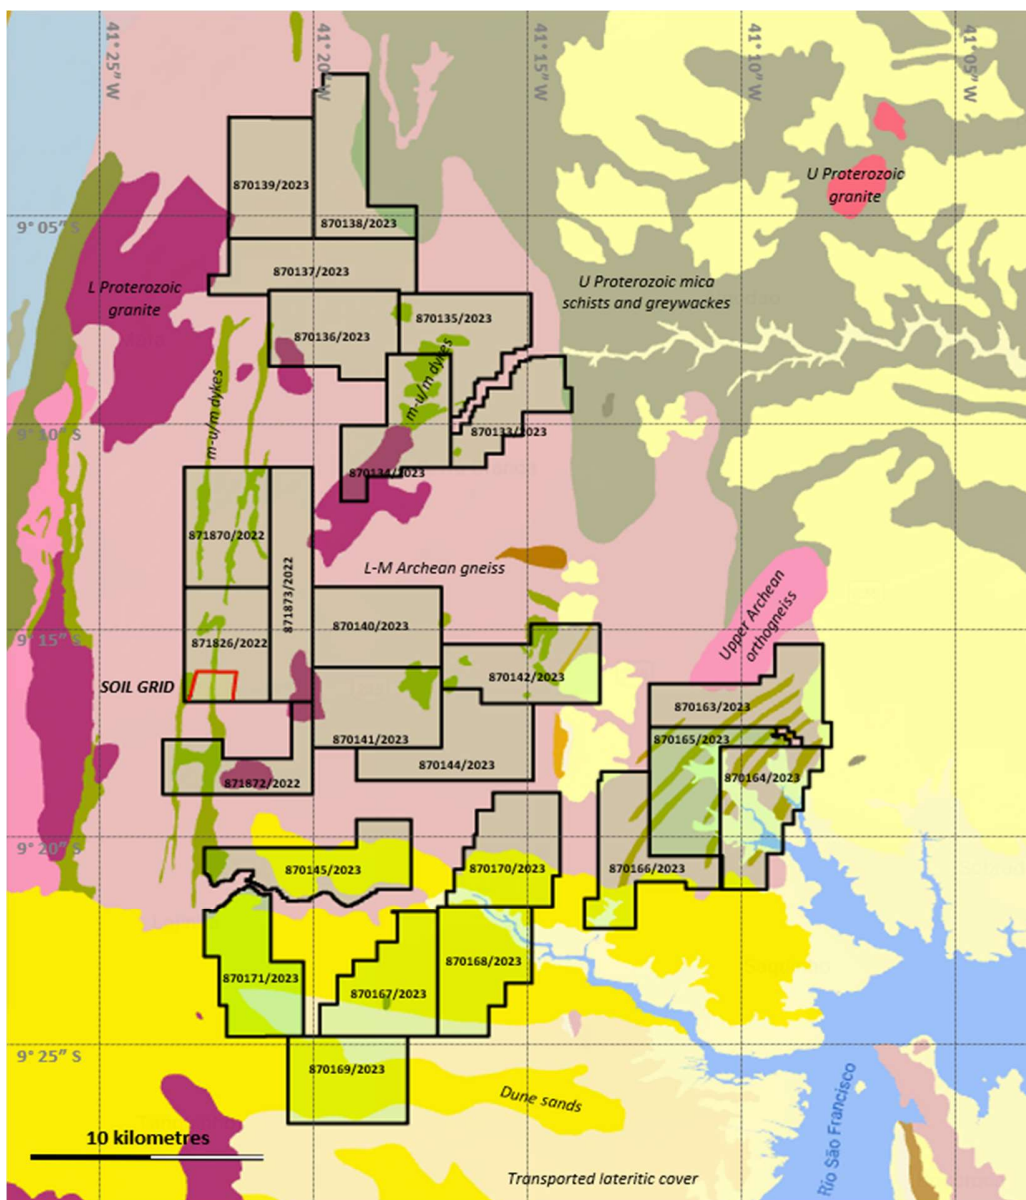 41° 25" W
41° 20" W
41° 15" W
41° 10" W
41° 05" W
U Proterozoic
granite
870139/2023
870138/2023
9° 05" S
870137/2023
L Proterozoic
granite
U Proterozoic mica
schists and greywackes
870136/2023
870135/2023
m-u/m dykes
m-u/m dykes
9° 10" S
870133/2023
870134/2023
871870/2022
871873/2022
L-M Archean gneiss
Upper Archean
orthogneiss
9° 15" S
871826/2022
870140/2023
SOIL GRID
870142/2023
870163/2023
870141/2023
870165/2023
870144/2023
870164/2023
871872/2022
9° 20" S
870145/2023
870170/2023
870166/2023
870171/2023
870167/2023
870168/2023
9° 25" S
870169/2023
Dune sands
Rio São Francisco
10 kilometres
Transported lateritic cover